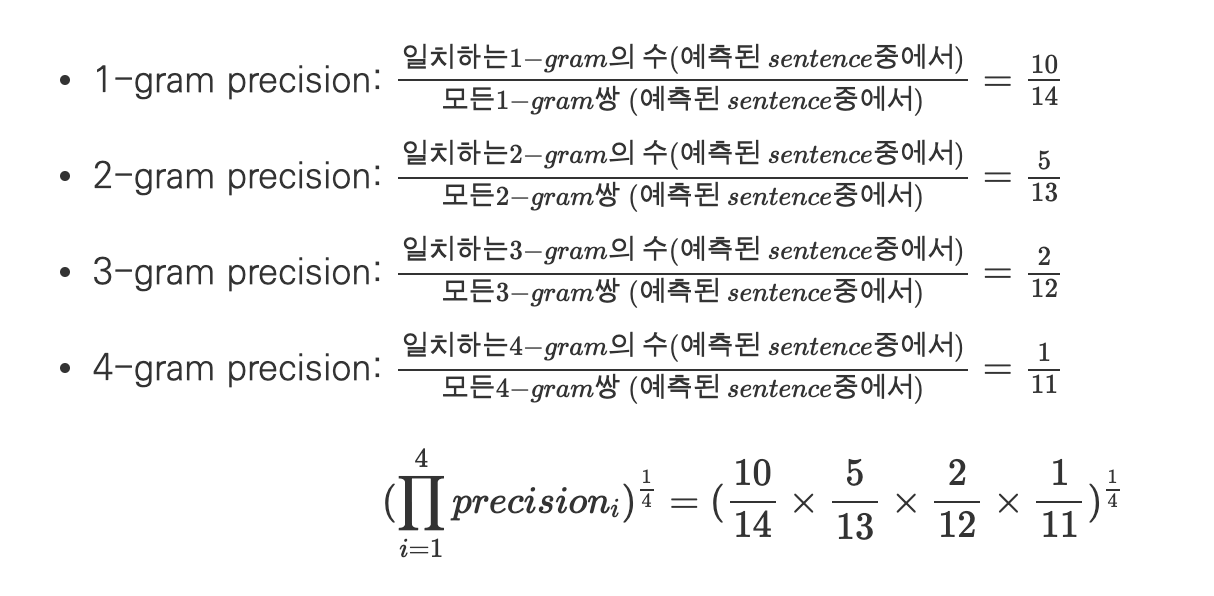 • 1-gram precision: 일치하는1-gram의 수(예측된 sentence중에서) / 모든1-gram쌍 (예측된 sentence중에서) = 10/14
• 2-gram precision: 일치하는2-gram의 수(예측된 sentence중에서) / 모든2-gram쌍 (예측된 sentence중에서) = 5/13
• 3-gram precision: 일치하는3-gram의 수(예측된 sentence중에서) / 모든3-gram쌍 (예측된 sentence중에서) = 2/12
• 4-gram precision: 일치하는4-gram의 수(예측된 sentence중에서) / 모든4-gram쌍 (예측된 sentence중에서) = 1/11
(∏_{i=1}^{4} precision_i)^{1/4} = (10/14 × 5/13 × 2/12 × 1/11)^{1/4}